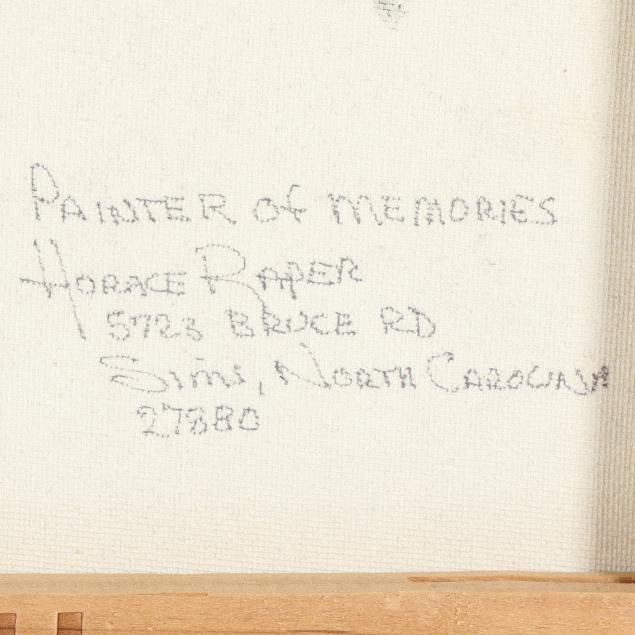 PAINTER of MEMORIES
HORACE RAPER
5723 BRUCE RD
Sims, NORTH CAROLINA
27880